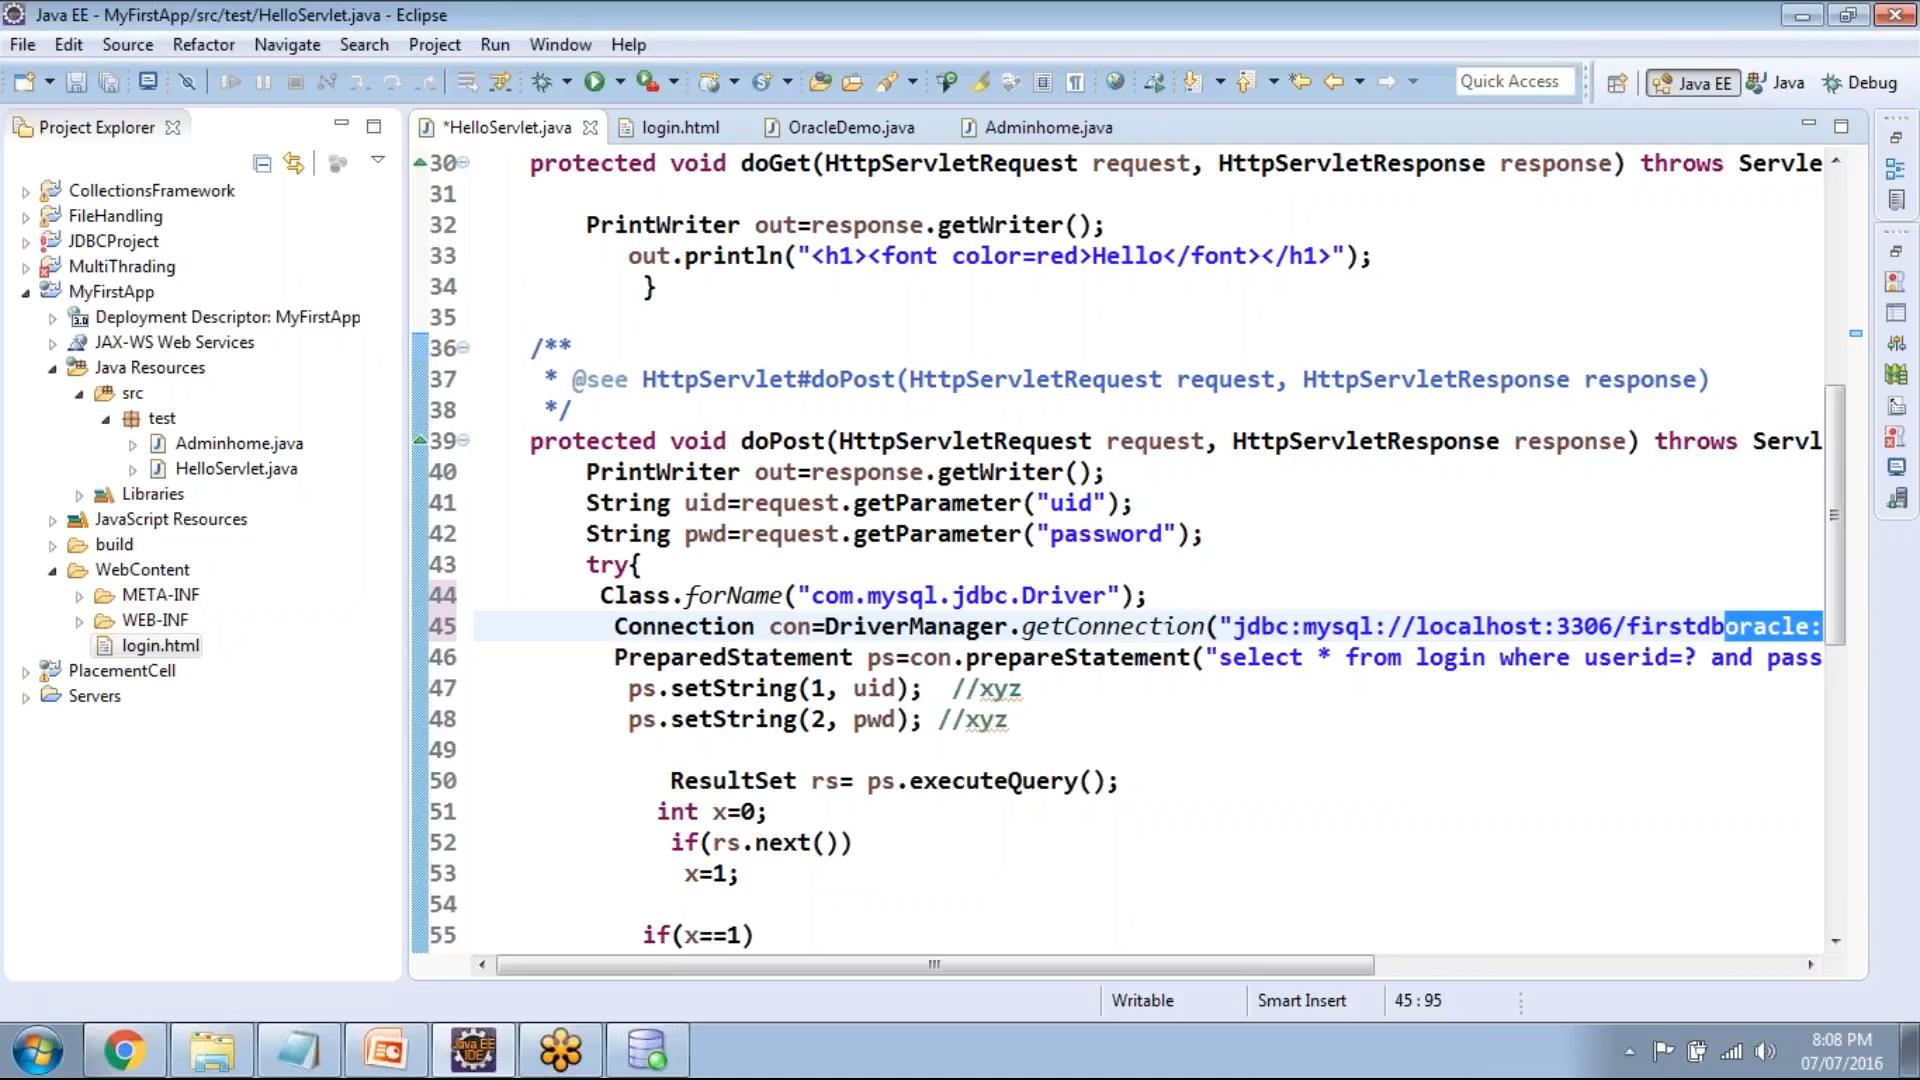 Java EE - MyFirstApp/src/test/HelloServlet.java - Eclipse
File Edit Source Refactor Navigate Search Project Run Window Help
Quick Access Java EE Java Debug
Project Explorer
*HelloServlet.java login.html OracleDemo.java Adminhome.java
CollectionsFramework
FileHandling
JDBCProject
MultiThrading
MyFirstApp
Deployment Descriptor: MyFirstApp
JAX-WS Web Services
Java Resources
src
test
Adminhome.java
HelloServlet.java
Libraries
JavaScript Resources
build
WebContent
META-INF
WEB-INF
login.html
PlacementCell
Servers
30 protected void doGet(HttpServletRequest request, HttpServletResponse response) throws Servle
31
32 PrintWriter out=response.getWriter();
33 out.println("<h1><font color=red>Hello</font></h1>");
34 }
35
36 /**
37 * @see HttpServlet#doPost(HttpServletRequest request, HttpServletResponse response)
38 */
39 protected void doPost(HttpServletRequest request, HttpServletResponse response) throws Servl
40 PrintWriter out=response.getWriter();
41 String uid=request.getParameter("uid");
42 String pwd=request.getParameter("password");
43 try{
44 Class.forName("com.mysql.jdbc.Driver");
45 Connection con=DriverManager.getConnection("jdbc:mysql://localhost:3306/firstdboracle:
46 PreparedStatement ps=con.prepareStatement("select * from login where userid=? and pass
47 ps.setString(1, uid); //xyz
48 ps.setString(2, pwd); //xyz
49
50 ResultSet rs= ps.executeQuery();
51 int x=0;
52 if(rs.next())
53 x=1;
54
55 if(x==1)
Writable Smart Insert 45 : 95
Java EE
IDE
8:08 PM
07/07/2016